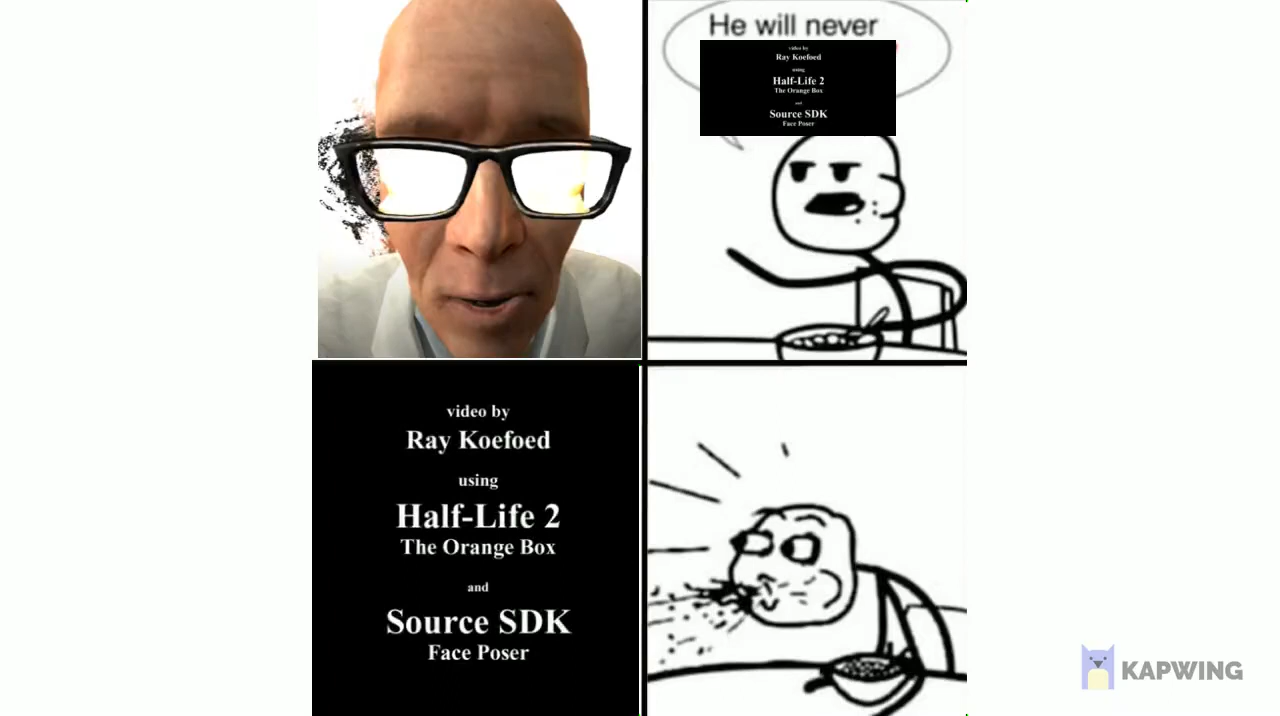 He will never
video by
Ray Koefoed
using
Half-Life 2
The Orange Box
and
Source SDK
Face Poser
video by
Ray Koefoed
using
Half-Life 2
The Orange Box
and
Source SDK
Face Poser
KAPWING